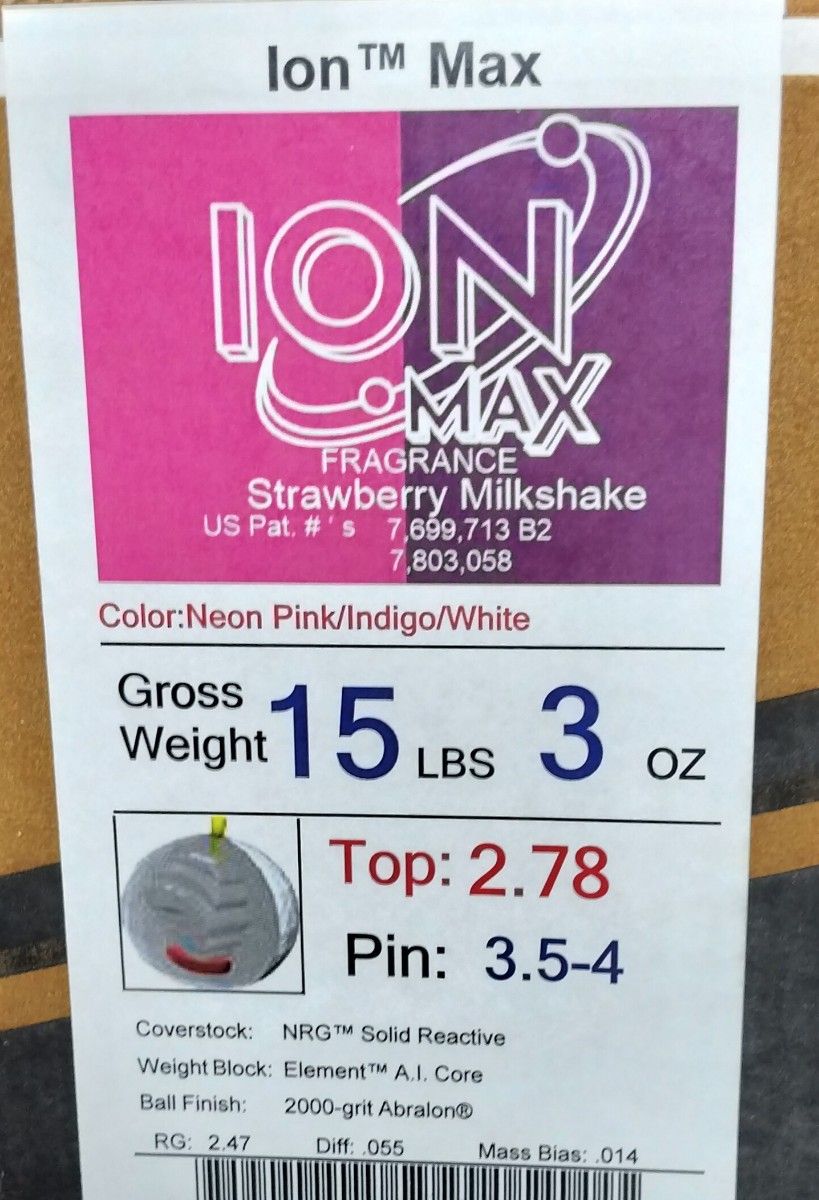 Ion™ Max
ION
MAX
FRAGRANCE
Strawberry Milkshake
US Pat. #'s 7,699,713 B2
7,803,058
Color:Neon Pink/Indigo/White
Gross Weight 15 LBS 3 OZ
Top: 2.78
Pin: 3.5-4
Coverstock: NRG™ Solid Reactive
Weight Block: Element™ A.I. Core
Ball Finish: 2000-grit Abralon®
RG: 2.47 Diff: .055 Mass Bias: .014